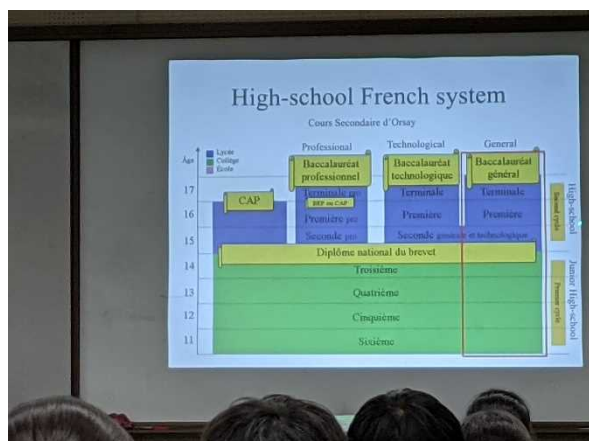 High-school French system
Cours Secondaire d'Orsay
Professional Technological General
Âge
Lycée
Collège
École
Baccalauréat professionnel
Baccalauréat technologique
Baccalauréat général
17
CAP
Terminale pro
BEP ou CAP
Terminale
Terminale
16
Première pro
Première
Première
15
Seconde pro
Seconde générale et technologique
Diplôme national du brevet
14
Troisième
13
Quatrième
12
Cinquième
11
Sixième
High-school
Second cycle
Junior High-school
Premier cycle